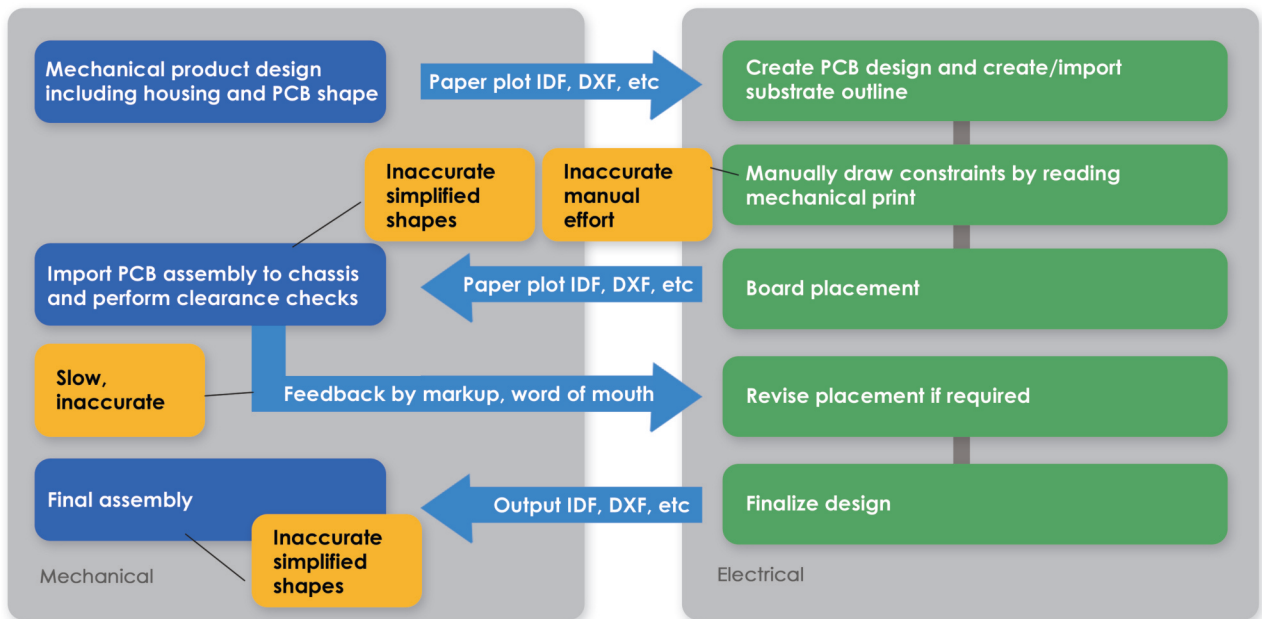 Mechanical product design
including housing and PCB shape
Paper plot IDF, DXF, etc
Create PCB design and create/import
substrate outline
Inaccurate
simplified
shapes
Inaccurate
manual
effort
Manually draw constraints by reading
mechanical print
Import PCB assembly to chassis
and perform clearance checks
Paper plot IDF, DXF, etc
Board placement
Slow,
inaccurate
Feedback by markup, word of mouth
Revise placement if required
Final assembly
Output IDF, DXF, etc
Finalize design
Inaccurate
simplified
shapes
Mechanical
Electrical